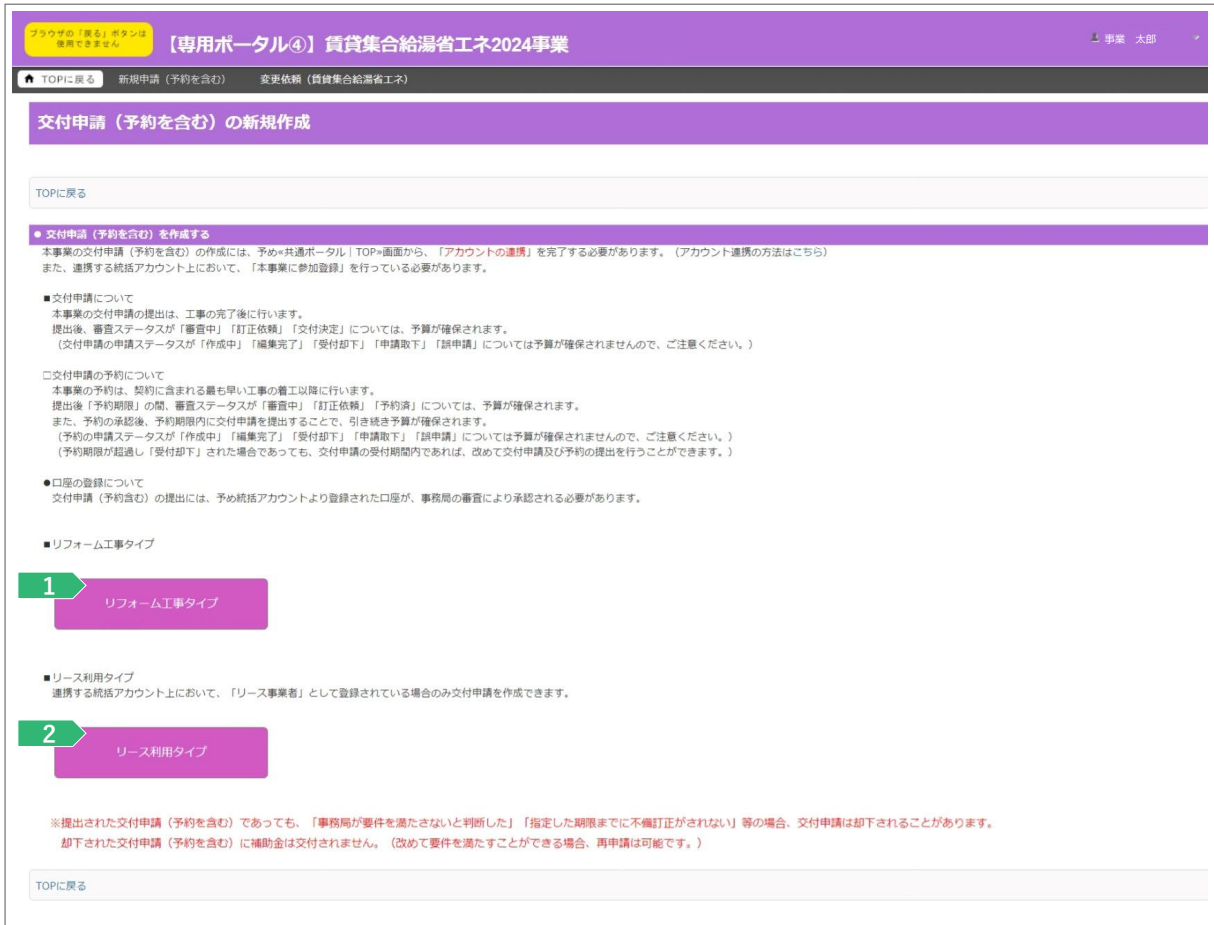 ブラウザの「戻る」ボタンは
使用できません
【専用ポータル④】賃貸集合給湯省エネ2024事業
事業 太郎
TOPに戻る 新規申請（予約を含む） 変更依頼（賃貸集合給湯省エネ）
交付申請（予約を含む）の新規作成
TOPに戻る
● 交付申請（予約を含む）を作成する
本事業の交付申請（予約を含む）の作成には、予め«共通ポータル｜TOP»画面から、「アカウントの連携」を完了する必要があります。（アカウント連携の方法はこちら）
また、連携する統括アカウント上において、「本事業に参加登録」を行っている必要があります。
■交付申請について
本事業の交付申請の提出は、工事の完了後に行います。
提出後、審査ステータスが「審査中」「訂正依頼」「交付決定」については、予算が確保されます。
（交付申請の申請ステータスが「作成中」「編集完了」「受付却下」「申請取下」「誤申請」については予算が確保されませんので、ご注意ください。）
□交付申請の予約について
本事業の予約は、契約に含まれる最も早い工事の着工以降に行います。
提出後「予約期限」の間、審査ステータスが「審査中」「訂正依頼」「予約済」については、予算が確保されます。
また、予約の承認後、予約期限内に交付申請を提出することで、引き続き予算が確保されます。
（予約の申請ステータスが「作成中」「編集完了」「受付却下」「申請取下」「誤申請」については予算が確保されませんので、ご注意ください。）
（予約期限が超過し「受付却下」された場合であっても、交付申請の受付期間内であれば、改めて交付申請及び予約の提出を行うことができます。）
●口座の登録について
交付申請（予約含む）の提出には、予め統括アカウントより登録された口座が、事務局の審査により承認される必要があります。
■リフォーム工事タイプ
1
リフォーム工事タイプ
■リース利用タイプ
連携する統括アカウント上において、「リース事業者」として登録されている場合のみ交付申請を作成できます。
2
リース利用タイプ
※提出された交付申請（予約を含む）であっても、「事務局が要件を満たさないと判断した」「指定した期限までに不備訂正がされない」等の場合、交付申請は却下されることがあります。
却下された交付申請（予約を含む）に補助金は交付されません。（改めて要件を満たすことができる場合、再申請は可能です。）
TOPに戻る